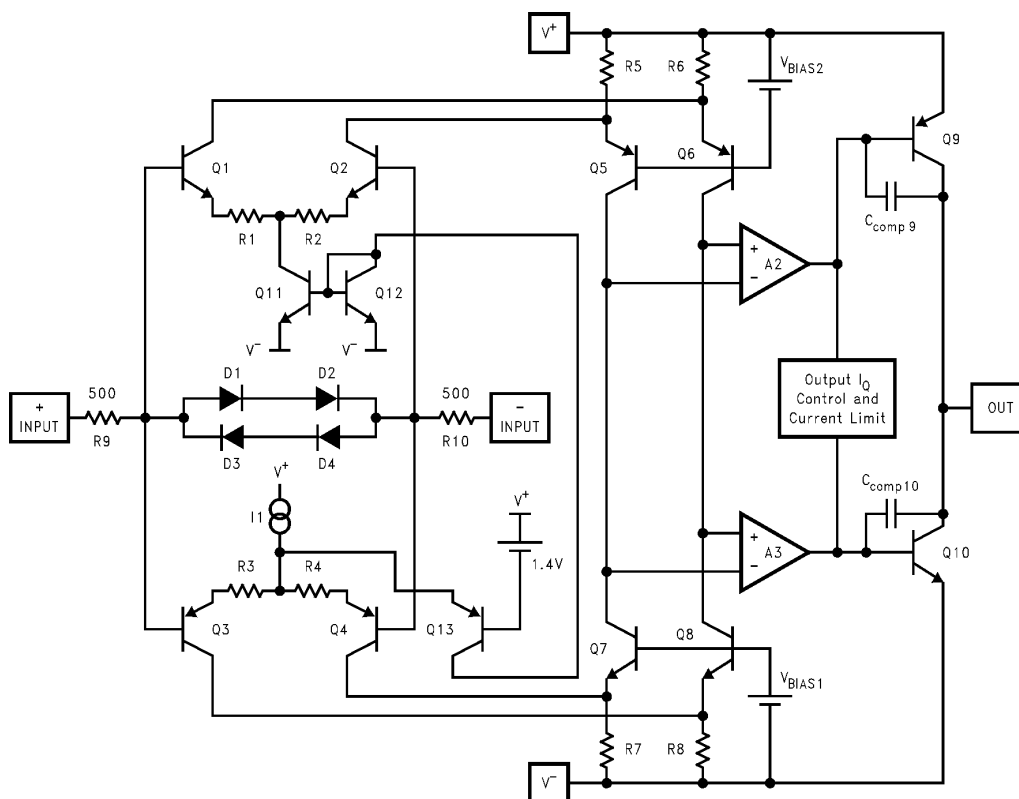 V+
R5
R6
VBIAS2
Q1
Q2
Q5
Q6
Q9
Ccomp 9
R1
R2
+
A2
−
Q11
Q12
V−
V−
D1
D2
500
500
+
INPUT
R9
−
INPUT
R10
D3
D4
Output IQ
Control and
Current Limit
OUT
V+
I1
V+
1.4V
Ccomp10
+
A3
−
Q10
R3
R4
Q3
Q4
Q13
Q7
Q8
VBIAS1
R7
R8
V−